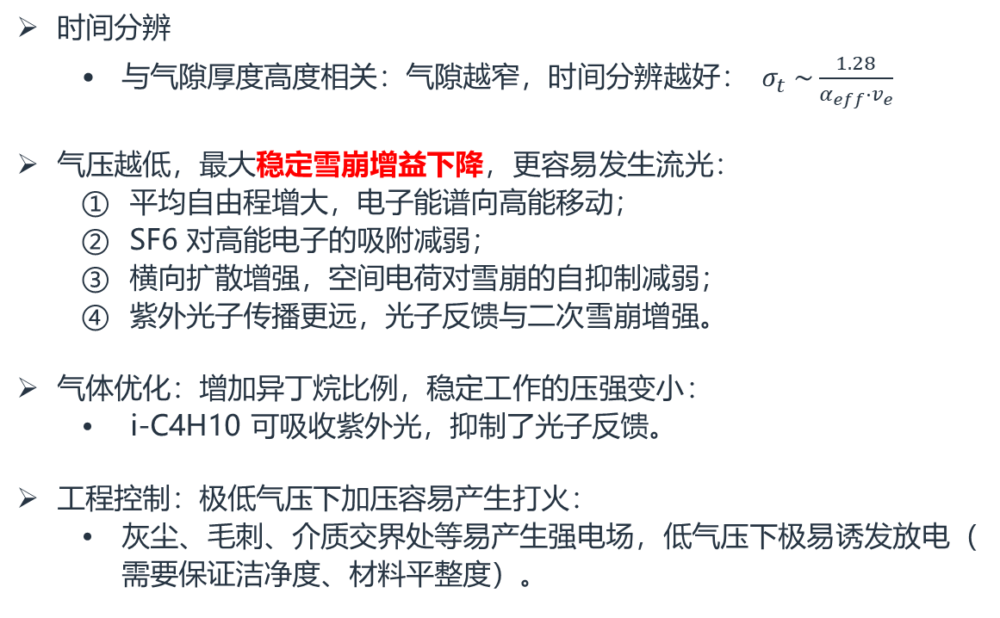 ➢ 时间分辨
• 与气隙厚度高度相关：气隙越窄，时间分辨越好： σ_t ~ 1.28/(α_eff·v_e)
➢ 气压越低，最大稳定雪崩增益下降，更容易发生流光：
① 平均自由程增大，电子能谱向高能移动；
② SF6 对高能电子的吸附减弱；
③ 横向扩散增强，空间电荷对雪崩的自抑制减弱；
④ 紫外光子传播更远，光子反馈与二次雪崩增强。
➢ 气体优化：增加异丁烷比例，稳定工作的压强变小：
• i-C4H10 可吸收紫外光，抑制了光子反馈。
➢ 工程控制：极低气压下加压容易产生打火：
• 灰尘、毛刺、介质交界处等易产生强电场，低气压下极易诱发放电（
需要保证洁净度、材料平整度）。